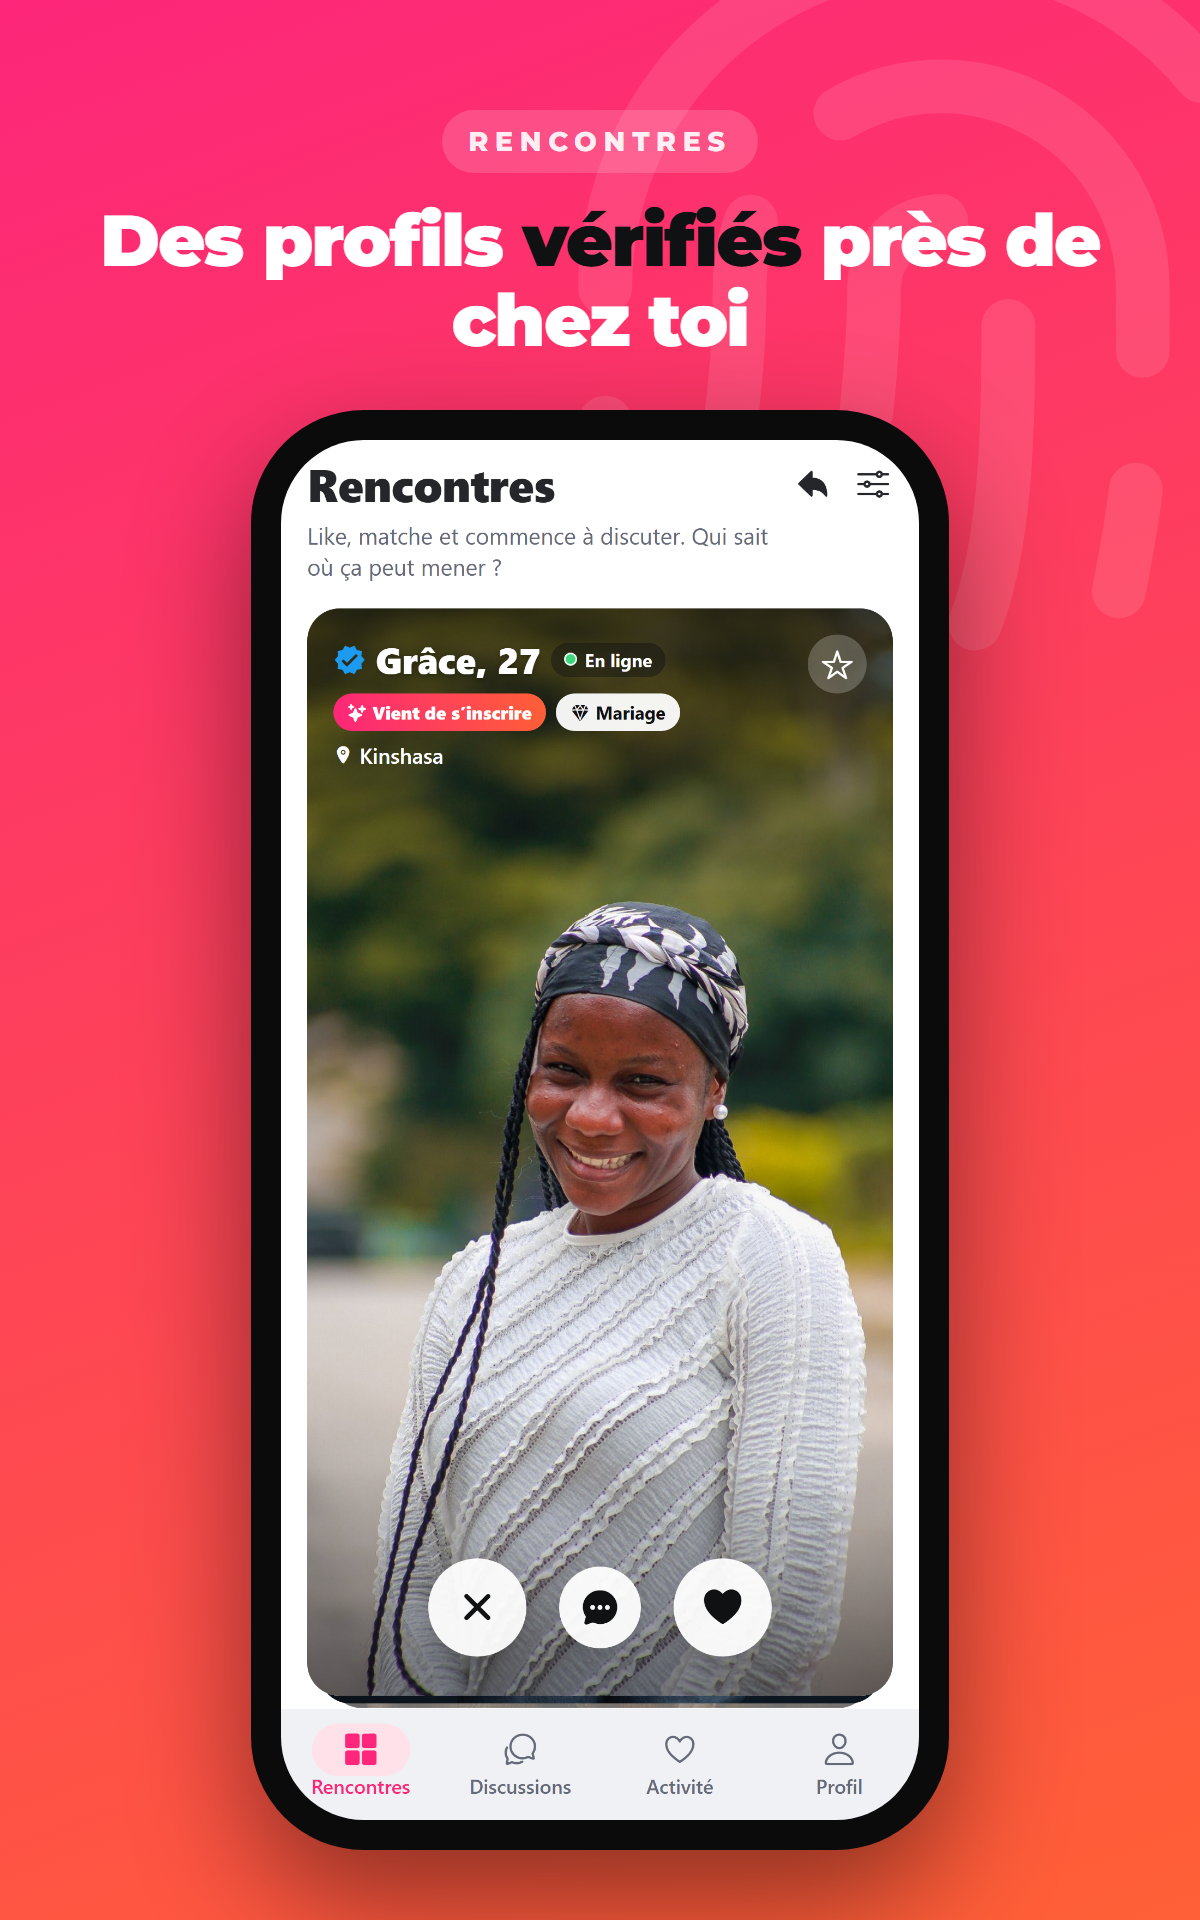 RENCONTRES
Des profils vérifiés près de
chez toi
Rencontres
Like, matche et commence à discuter. Qui sait
où ça peut mener ?
Grâce, 27 En ligne
Vient de s'inscrire Mariage
Kinshasa
Rencontres Discussions Activité Profil